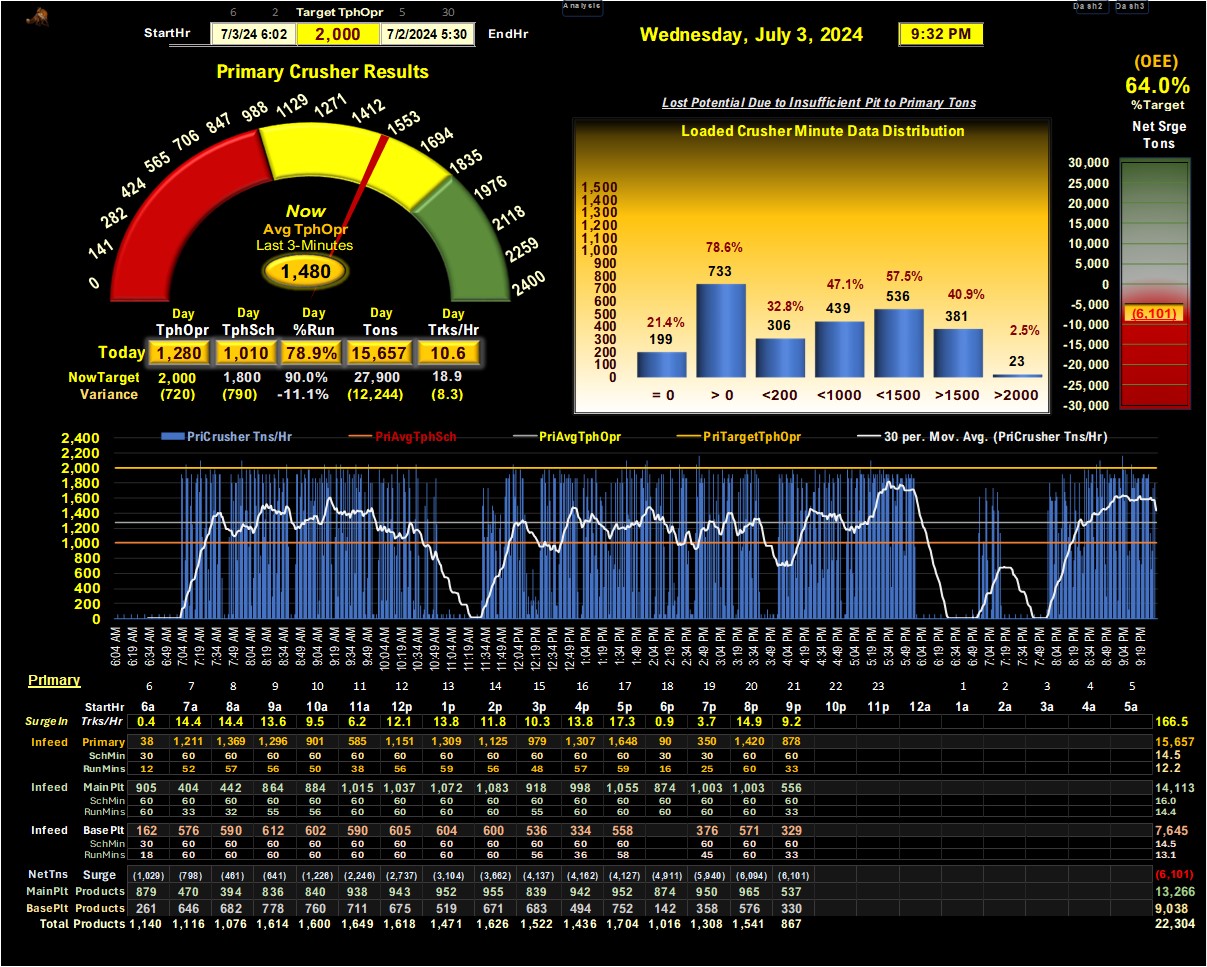 Analysis
Dash2 Dash3
6 2 Target TphOpr 5 30
StartHr 7/3/24 6:02 2,000 7/2/2024 5:30 EndHr
Wednesday, July 3, 2024 9:32 PM
(OEE)
64.0%
%Target
Primary Crusher Results
0 141 282 424 565 706 847 988 1129 1271 1412 1553 1694 1835 1976 2118 2259 2400
Now
Avg TphOpr
Last 3-Minutes
1,480
Day Day Day Day Day
TphOpr TphSch %Run Tons Trks/Hr
Today 1,280 1,010 78.9% 15,657 10.6
NowTarget 2,000 1,800 90.0% 27,900 18.9
Variance (720) (790) -11.1% (12,244) (8.3)
Lost Potential Due to Insufficient Pit to Primary Tons
Loaded Crusher Minute Data Distribution
1,500
1,400
1,300
1,200
1,100
1,000
900
800
700
600
500
400
300
200
100
0
21.4% 78.6% 32.8% 47.1% 57.5% 40.9% 2.5%
199 733 306 439 536 381 23
= 0 > 0 <200 <1000 <1500 >1500 >2000
Net Srge
Tons
30,000
25,000
20,000
15,000
10,000
5,000
0
-5,000
(6,101)
-10,000
-15,000
-20,000
-25,000
-30,000
PriCrusher Tns/Hr PriAvgTphSch PriAvgTphOpr PriTargetTphOpr 30 per. Mov. Avg. (PriCrusher Tns/Hr)
2,400
2,200
2,000
1,800
1,600
1,400
1,200
1,000
800
600
400
200
0
6:04 AM 6:19 AM 6:34 AM 6:49 AM 7:04 AM 7:19 AM 7:34 AM 7:49 AM 8:04 AM 8:19 AM 8:34 AM 8:49 AM 9:04 AM 9:19 AM 9:34 AM 9:49 AM 10:04 AM 10:19 AM 10:34 AM 10:49 AM 11:04 AM 11:19 AM 11:34 AM 11:49 AM 12:04 PM 12:19 PM 12:34 PM 12:49 PM 1:04 PM 1:19 PM 1:34 PM 1:49 PM 2:04 PM 2:19 PM 2:34 PM 2:49 PM 3:04 PM 3:19 PM 3:34 PM 3:49 PM 4:04 PM 4:19 PM 4:34 PM 4:49 PM 5:04 PM 5:19 PM 5:34 PM 5:49 PM 6:04 PM 6:19 PM 6:34 PM 6:49 PM 7:04 PM 7:19 PM 7:34 PM 7:49 PM 8:04 PM 8:19 PM 8:34 PM 8:49 PM 9:04 PM 9:19 PM
Primary
6 7 8 9 10 11 12 13 14 15 16 17 18 19 20 21 22 23 1 2 3 4 5
StartHr 6a 7a 8a 9a 10a 11a 12p 1p 2p 3p 4p 5p 6p 7p 8p 9p 10p 11p 12a 1a 2a 3a 4a 5a
SurgeIn Trks/Hr 0.4 14.4 14.4 13.6 9.5 6.2 12.1 13.8 11.8 10.3 13.8 17.3 0.9 3.7 14.9 9.2 166.5
Infeed Primary 38 1,211 1,369 1,296 901 585 1,151 1,309 1,125 979 1,307 1,648 90 350 1,420 878 15,657
SchMin 30 60 60 60 60 60 60 60 60 60 60 60 30 30 60 60 14.5
RunMins 12 52 57 56 50 38 56 59 56 48 57 59 16 25 60 33 12.2
Infeed Main Plt 905 404 442 864 884 1,015 1,037 1,072 1,083 918 998 1,055 874 1,003 1,003 556 14,113
SchMin 60 60 60 60 60 60 60 60 60 60 60 60 60 60 60 60 16.0
RunMins 60 33 32 55 56 60 60 60 60 55 60 60 60 60 60 33 14.4
Infeed Base Plt 162 576 590 612 602 590 605 604 600 536 334 558 376 571 329 7,645
SchMin 30 60 60 60 60 60 60 60 60 60 60 60 60 60 60 14.5
RunMins 18 60 60 60 60 60 60 60 60 56 36 58 45 60 33 13.1
NetTns Surge (1,029) (798) (461) (641) (1,226) (2,246) (2,737) (3,104) (3,662) (4,137) (4,162) (4,127) (4,911) (5,940) (6,094) (6,101) (6,101)
MainPlt Products 879 470 394 836 840 938 943 952 955 839 942 952 874 950 965 537 13,266
BasePlt Products 261 646 682 778 760 711 675 519 671 683 494 752 142 358 576 330 9,038
Total Products 1,140 1,116 1,076 1,614 1,600 1,649 1,618 1,471 1,626 1,522 1,436 1,704 1,016 1,308 1,541 867 22,304